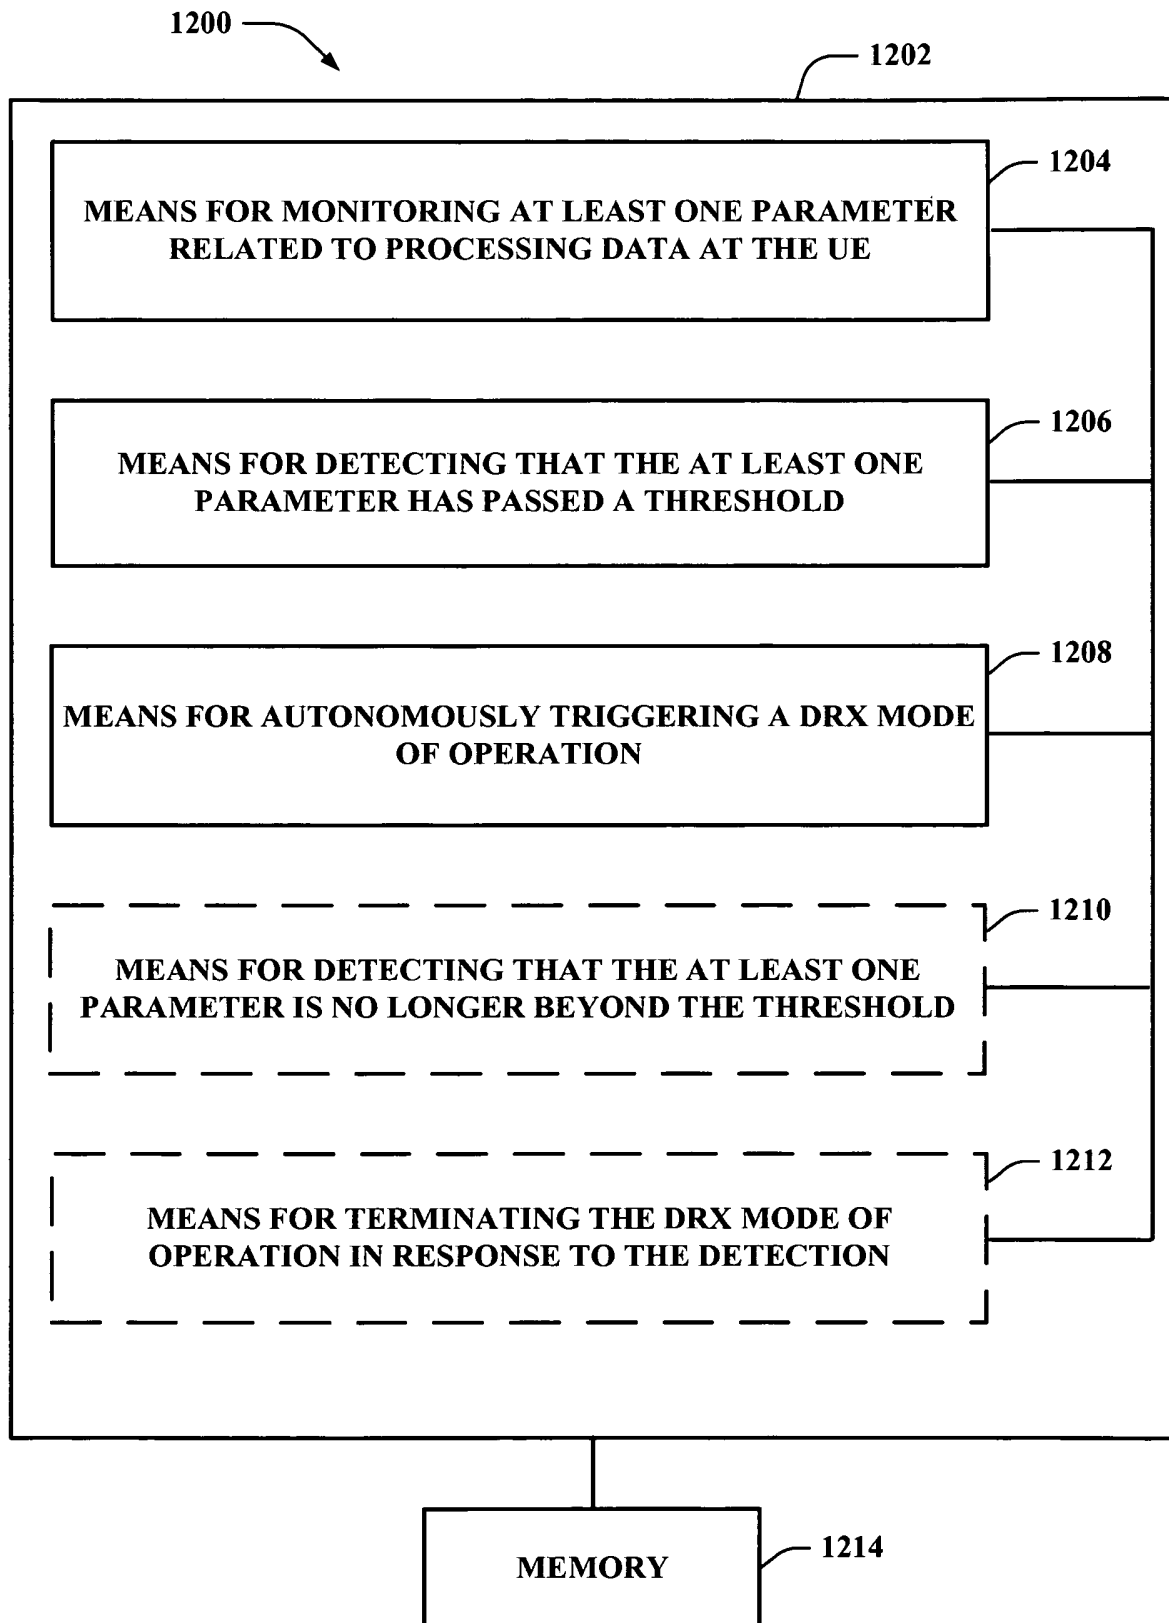 1200
1202
1204
MEANS FOR MONITORING AT LEAST ONE PARAMETER
RELATED TO PROCESSING DATA AT THE UE
1206
MEANS FOR DETECTING THAT THE AT LEAST ONE
PARAMETER HAS PASSED A THRESHOLD
1208
MEANS FOR AUTONOMOUSLY TRIGGERING A DRX MODE
OF OPERATION
1210
MEANS FOR DETECTING THAT THE AT LEAST ONE
PARAMETER IS NO LONGER BEYOND THE THRESHOLD
1212
MEANS FOR TERMINATING THE DRX MODE OF
OPERATION IN RESPONSE TO THE DETECTION
MEMORY
1214